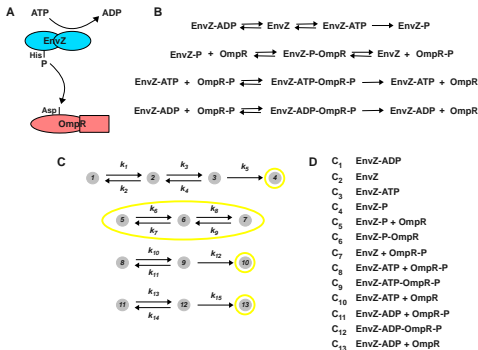 A
ATP
ADP
EnvZ
His
P
Asp
OmpR
B
EnvZ-ADP EnvZ EnvZ-ATP EnvZ-P
EnvZ-P + OmpR EnvZ-P-OmpR EnvZ + OmpR-P
EnvZ-ATP + OmpR-P EnvZ-ATP-OmpR-P EnvZ-ATP + OmpR
EnvZ-ADP + OmpR-P EnvZ-ADP-OmpR-P EnvZ-ADP + OmpR
C
k1 k3 k5
1 2 3 4
k2 k4
k6 k8
5 6 7
k7 k9
k10 k12
8 9 10
k11
k13 k15
11 12 13
k14
D
C1 EnvZ-ADP
C2 EnvZ
C3 EnvZ-ATP
C4 EnvZ-P
C5 EnvZ-P + OmpR
C6 EnvZ-P-OmpR
C7 EnvZ + OmpR-P
C8 EnvZ-ATP + OmpR-P
C9 EnvZ-ATP-OmpR-P
C10 EnvZ-ATP + OmpR
C11 EnvZ-ADP + OmpR-P
C12 EnvZ-ADP-OmpR-P
C13 EnvZ-ADP + OmpR